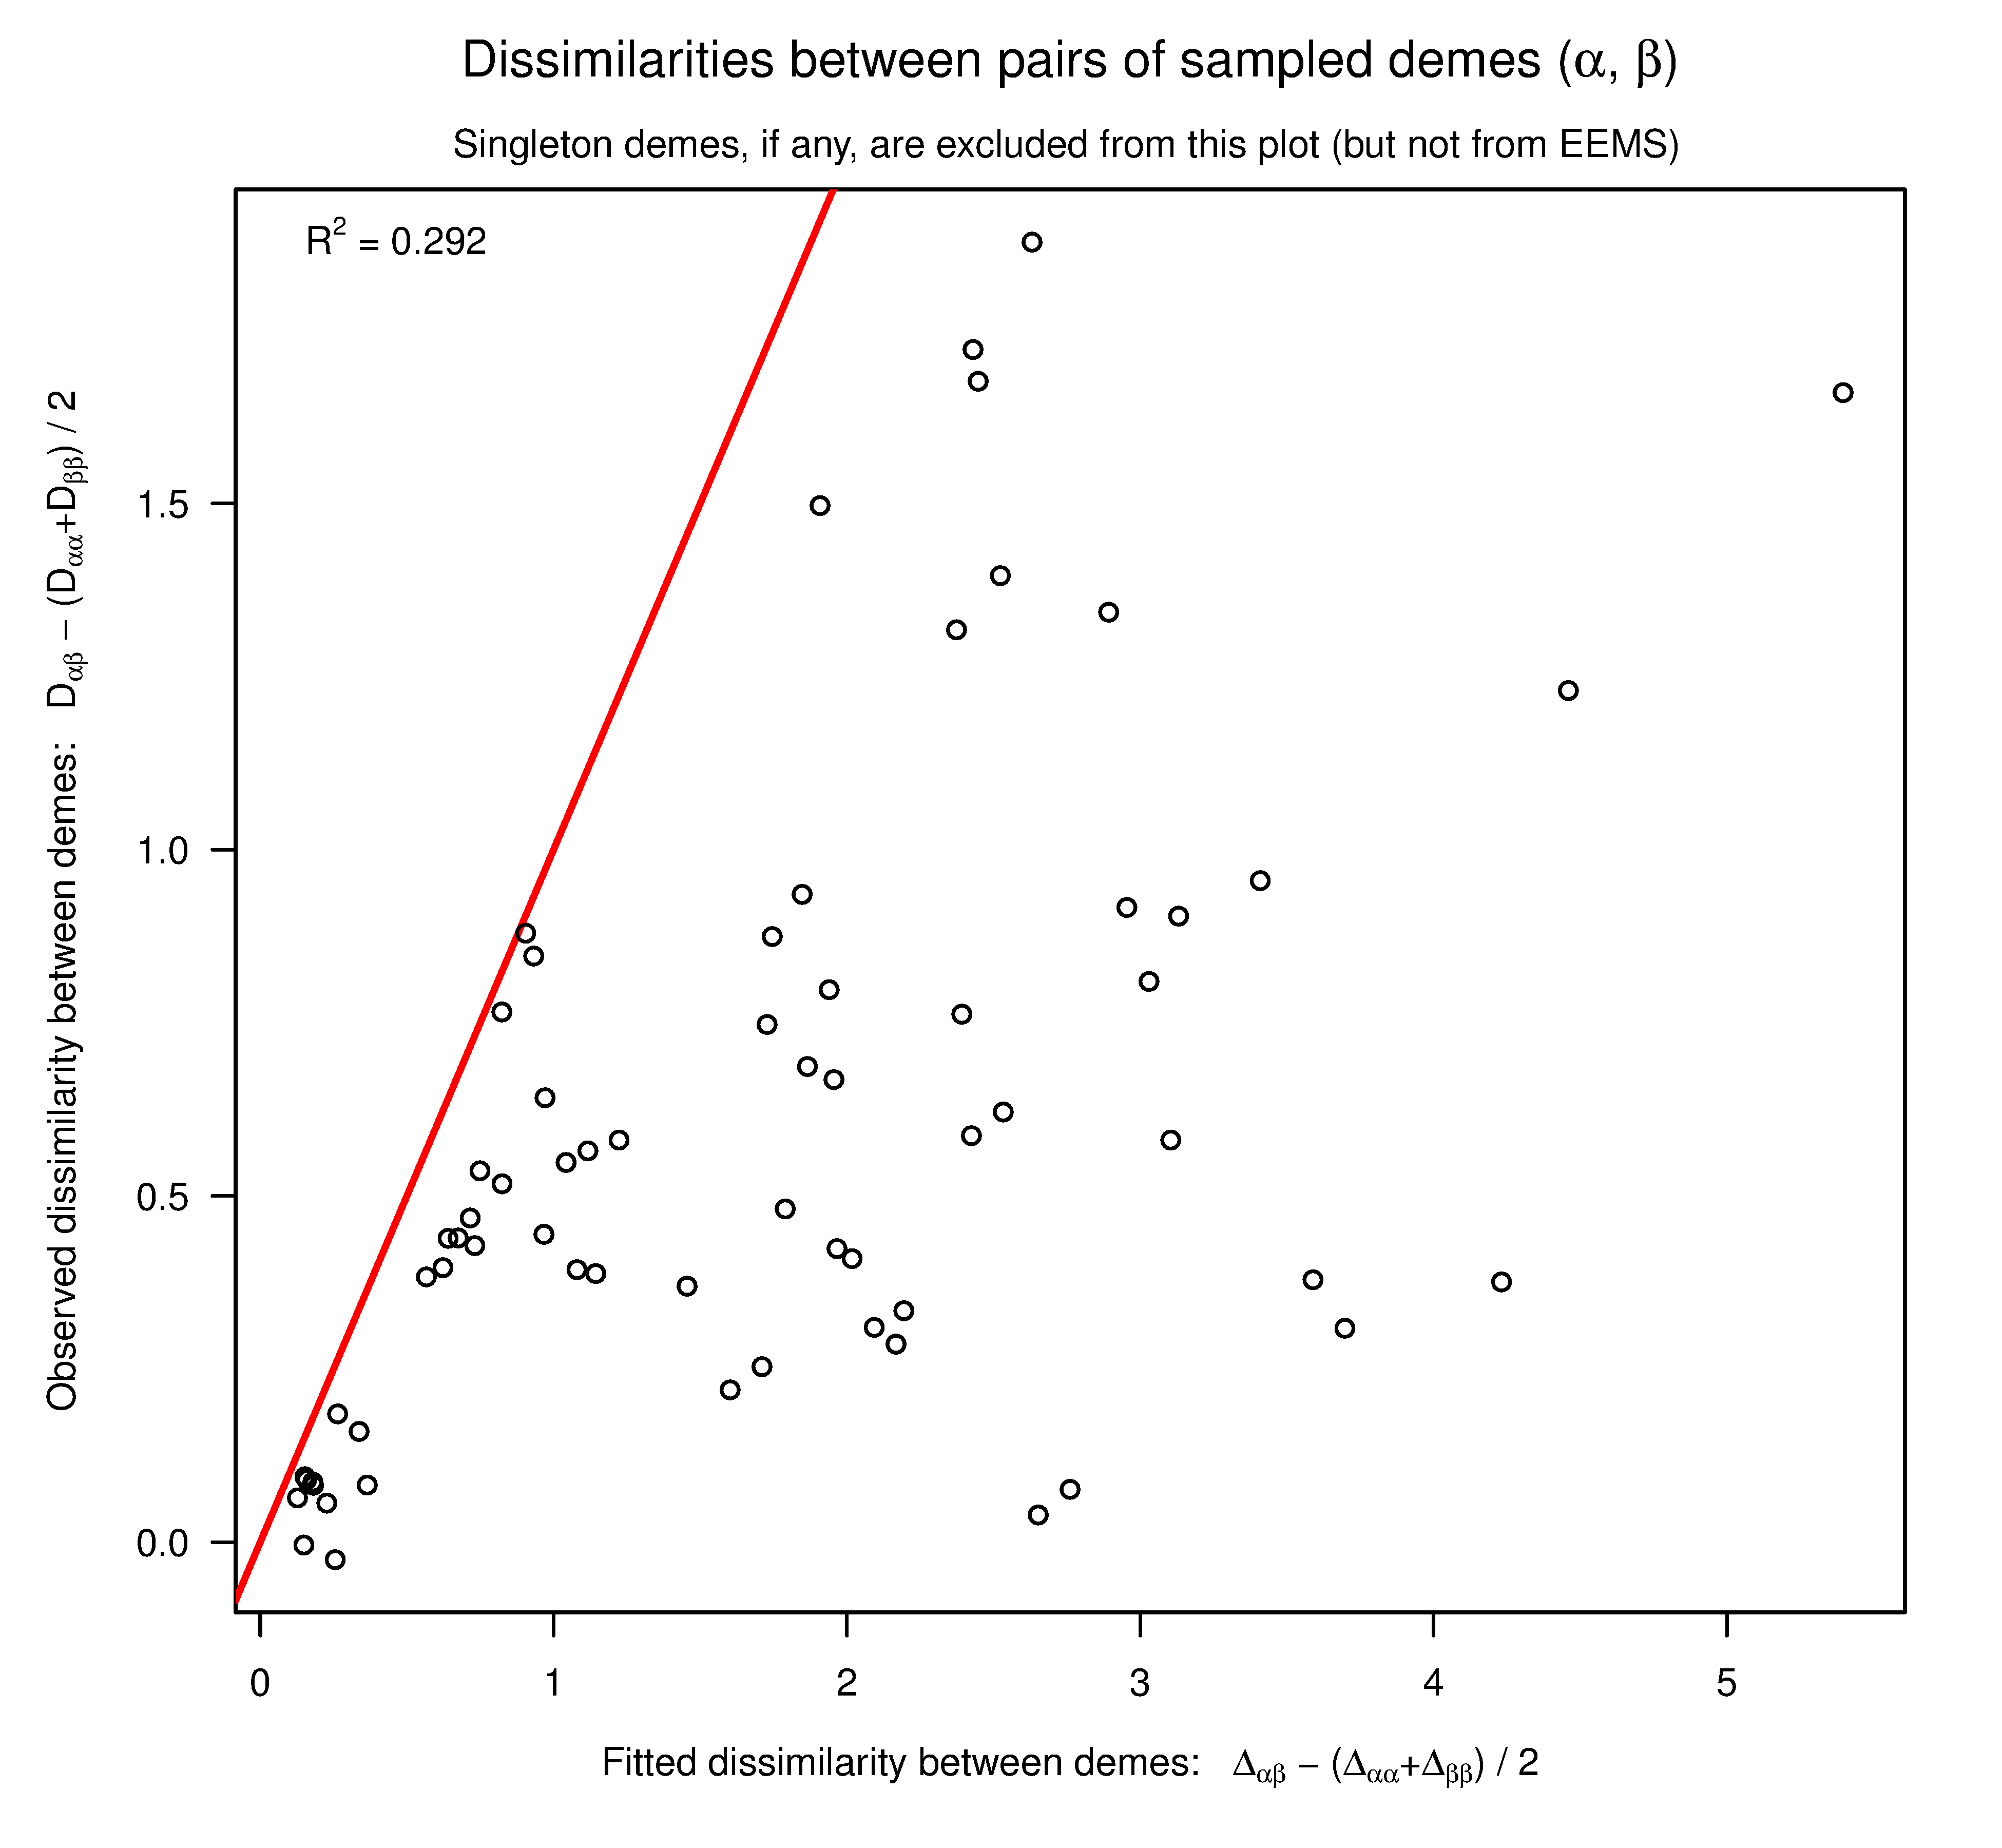 Dissimilarities between pairs of sampled demes (α, β)
Singleton demes, if any, are excluded from this plot (but not from EEMS)
R² = 0.292
Observed dissimilarity between demes: Dαβ − (Dαα+Dββ) / 2
1.5
1.0
0.5
0.0
0 1 2 3 4 5
Fitted dissimilarity between demes: Δαβ − (Δαα+Δββ) / 2